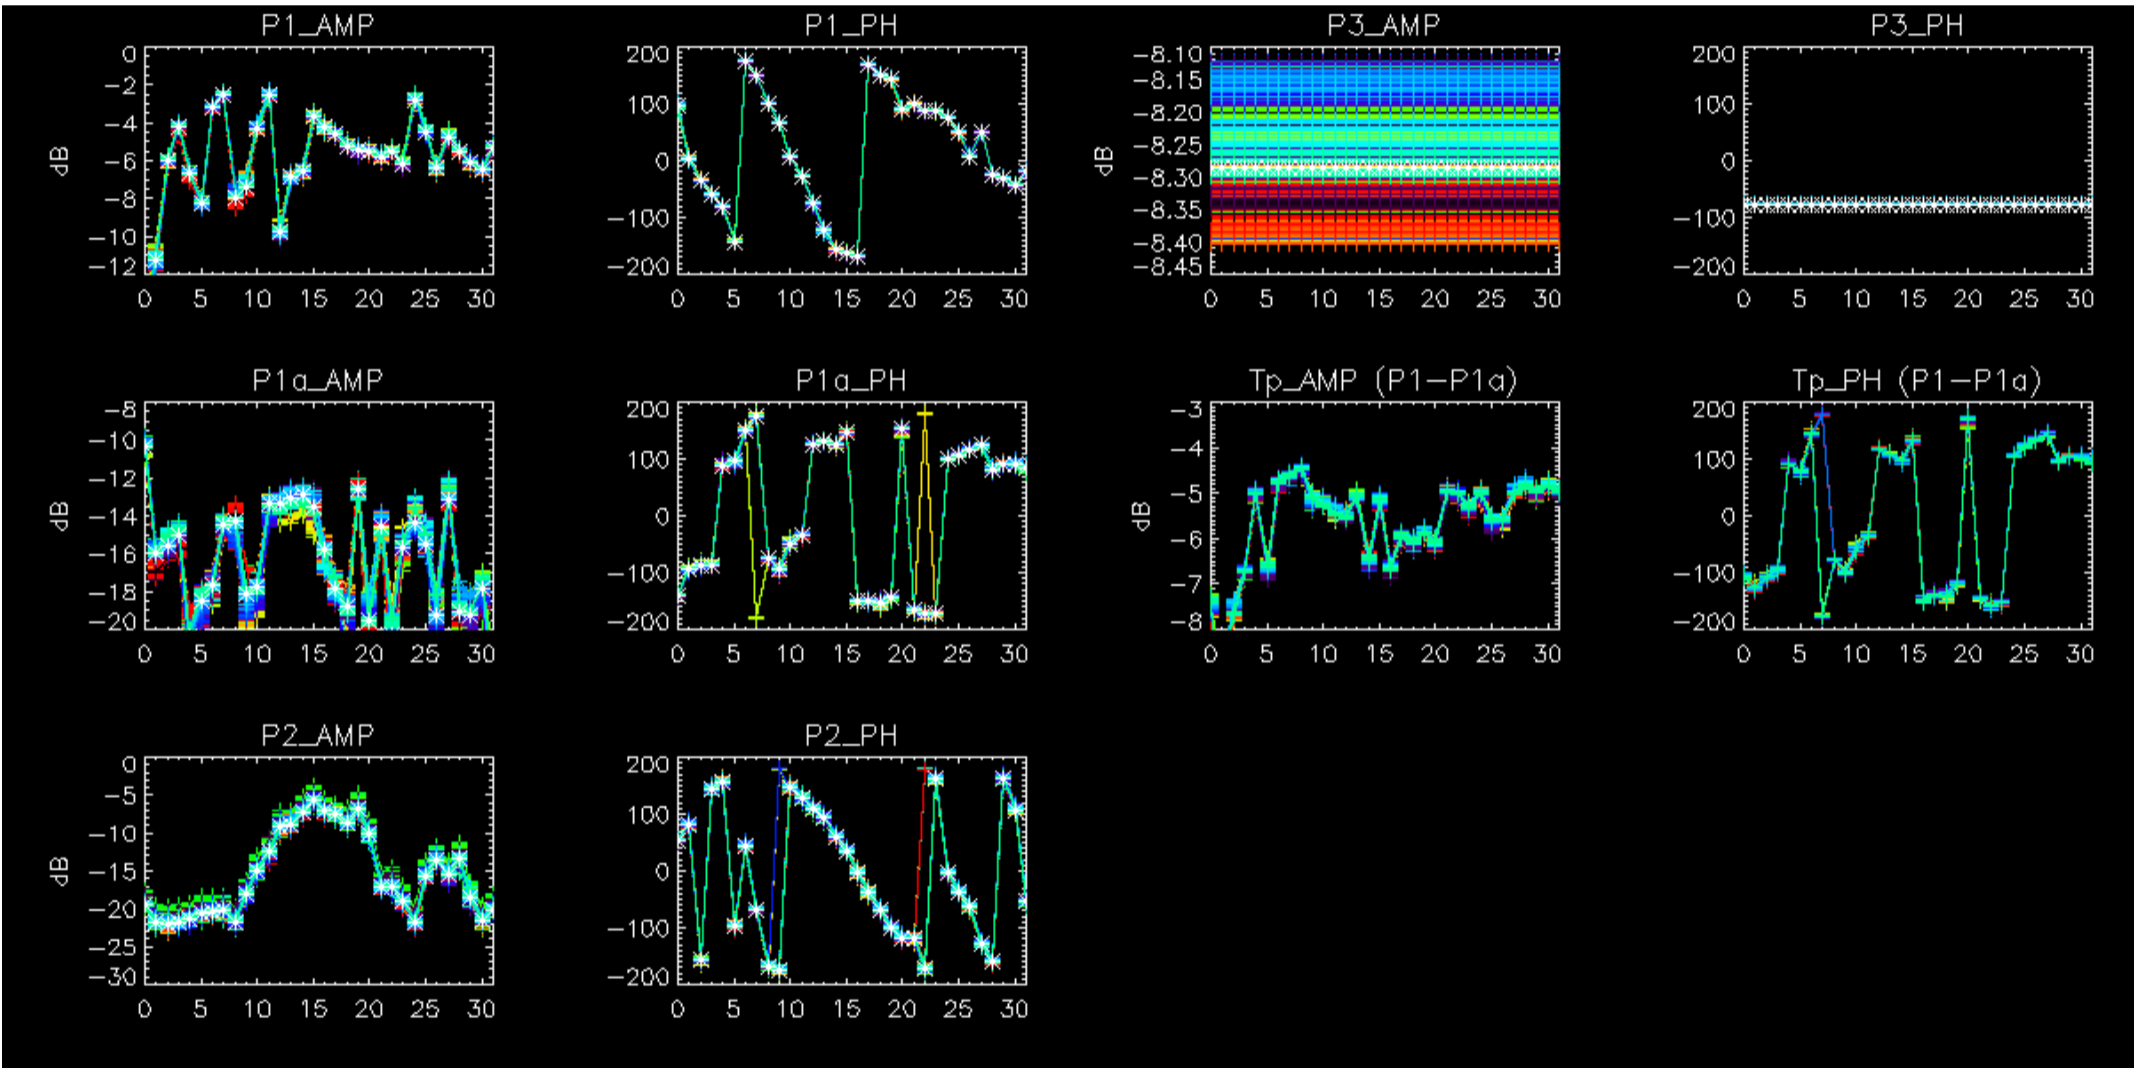 P1_AMP
0
−2
−4
−6
−8
−10
−12
dB
0 5 10 15 20 25 30
P1_PH
200
100
0
−100
−200
0 5 10 15 20 25 30
P3_AMP
−8.10
−8.15
−8.20
−8.25
−8.30
−8.35
−8.40
−8.45
dB
0 5 10 15 20 25 30
P3_PH
200
100
0
−100
−200
0 5 10 15 20 25 30
P1a_AMP
−8
−10
−12
−14
−16
−18
−20
dB
0 5 10 15 20 25 30
P1a_PH
200
100
0
−100
−200
0 5 10 15 20 25 30
Tp_AMP (P1−P1a)
−3
−4
−5
−6
−7
−8
dB
0 5 10 15 20 25 30
Tp_PH (P1−P1a)
200
100
0
−100
−200
0 5 10 15 20 25 30
P2_AMP
0
−5
−10
−15
−20
−25
−30
dB
0 5 10 15 20 25 30
P2_PH
200
100
0
−100
−200
0 5 10 15 20 25 30